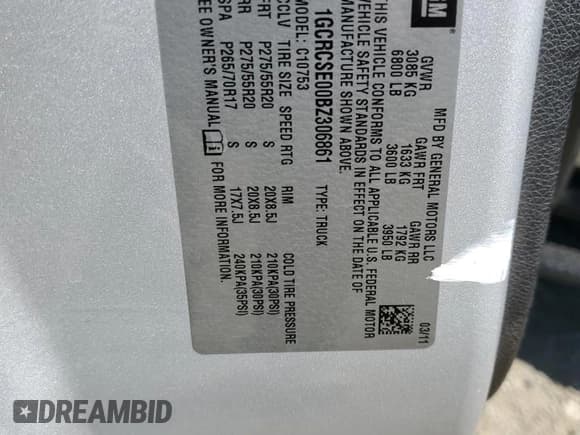 GM
MFD BY GENERAL MOTORS LLC 03/11
GVWR GAWR FRT GAWR RR
3085 KG 1633 KG 1792 KG
6800 LB 3600 LB 3950 LB
THIS VEHICLE CONFORMS TO ALL APPLICABLE U.S. FEDERAL MOTOR
VEHICLE SAFETY STANDARDS IN EFFECT ON THE DATE OF
MANUFACTURE SHOWN ABOVE.
1GCRCSE00BZ306861 TYPE: TRUCK
MODEL: C10753
CCLV TIRE SIZE SPEED RTG RIM COLD TIRE PRESSURE
FRT P275/55R20 S 20X8.5J 210KPA(30PSI)
RR P275/55R20 S 20X8.5J 210KPA(30PSI)
SPA P265/70R17 S 17X7.5J 240KPA(35PSI)
SEE OWNER'S MANUAL FOR MORE INFORMATION.
DREAMBID